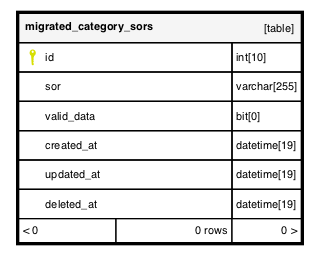 migrated_category_sors [table]
id int[10]
sor varchar[255]
valid_data bit[0]
created_at datetime[19]
updated_at datetime[19]
deleted_at datetime[19]
< 0 0 rows 0 >